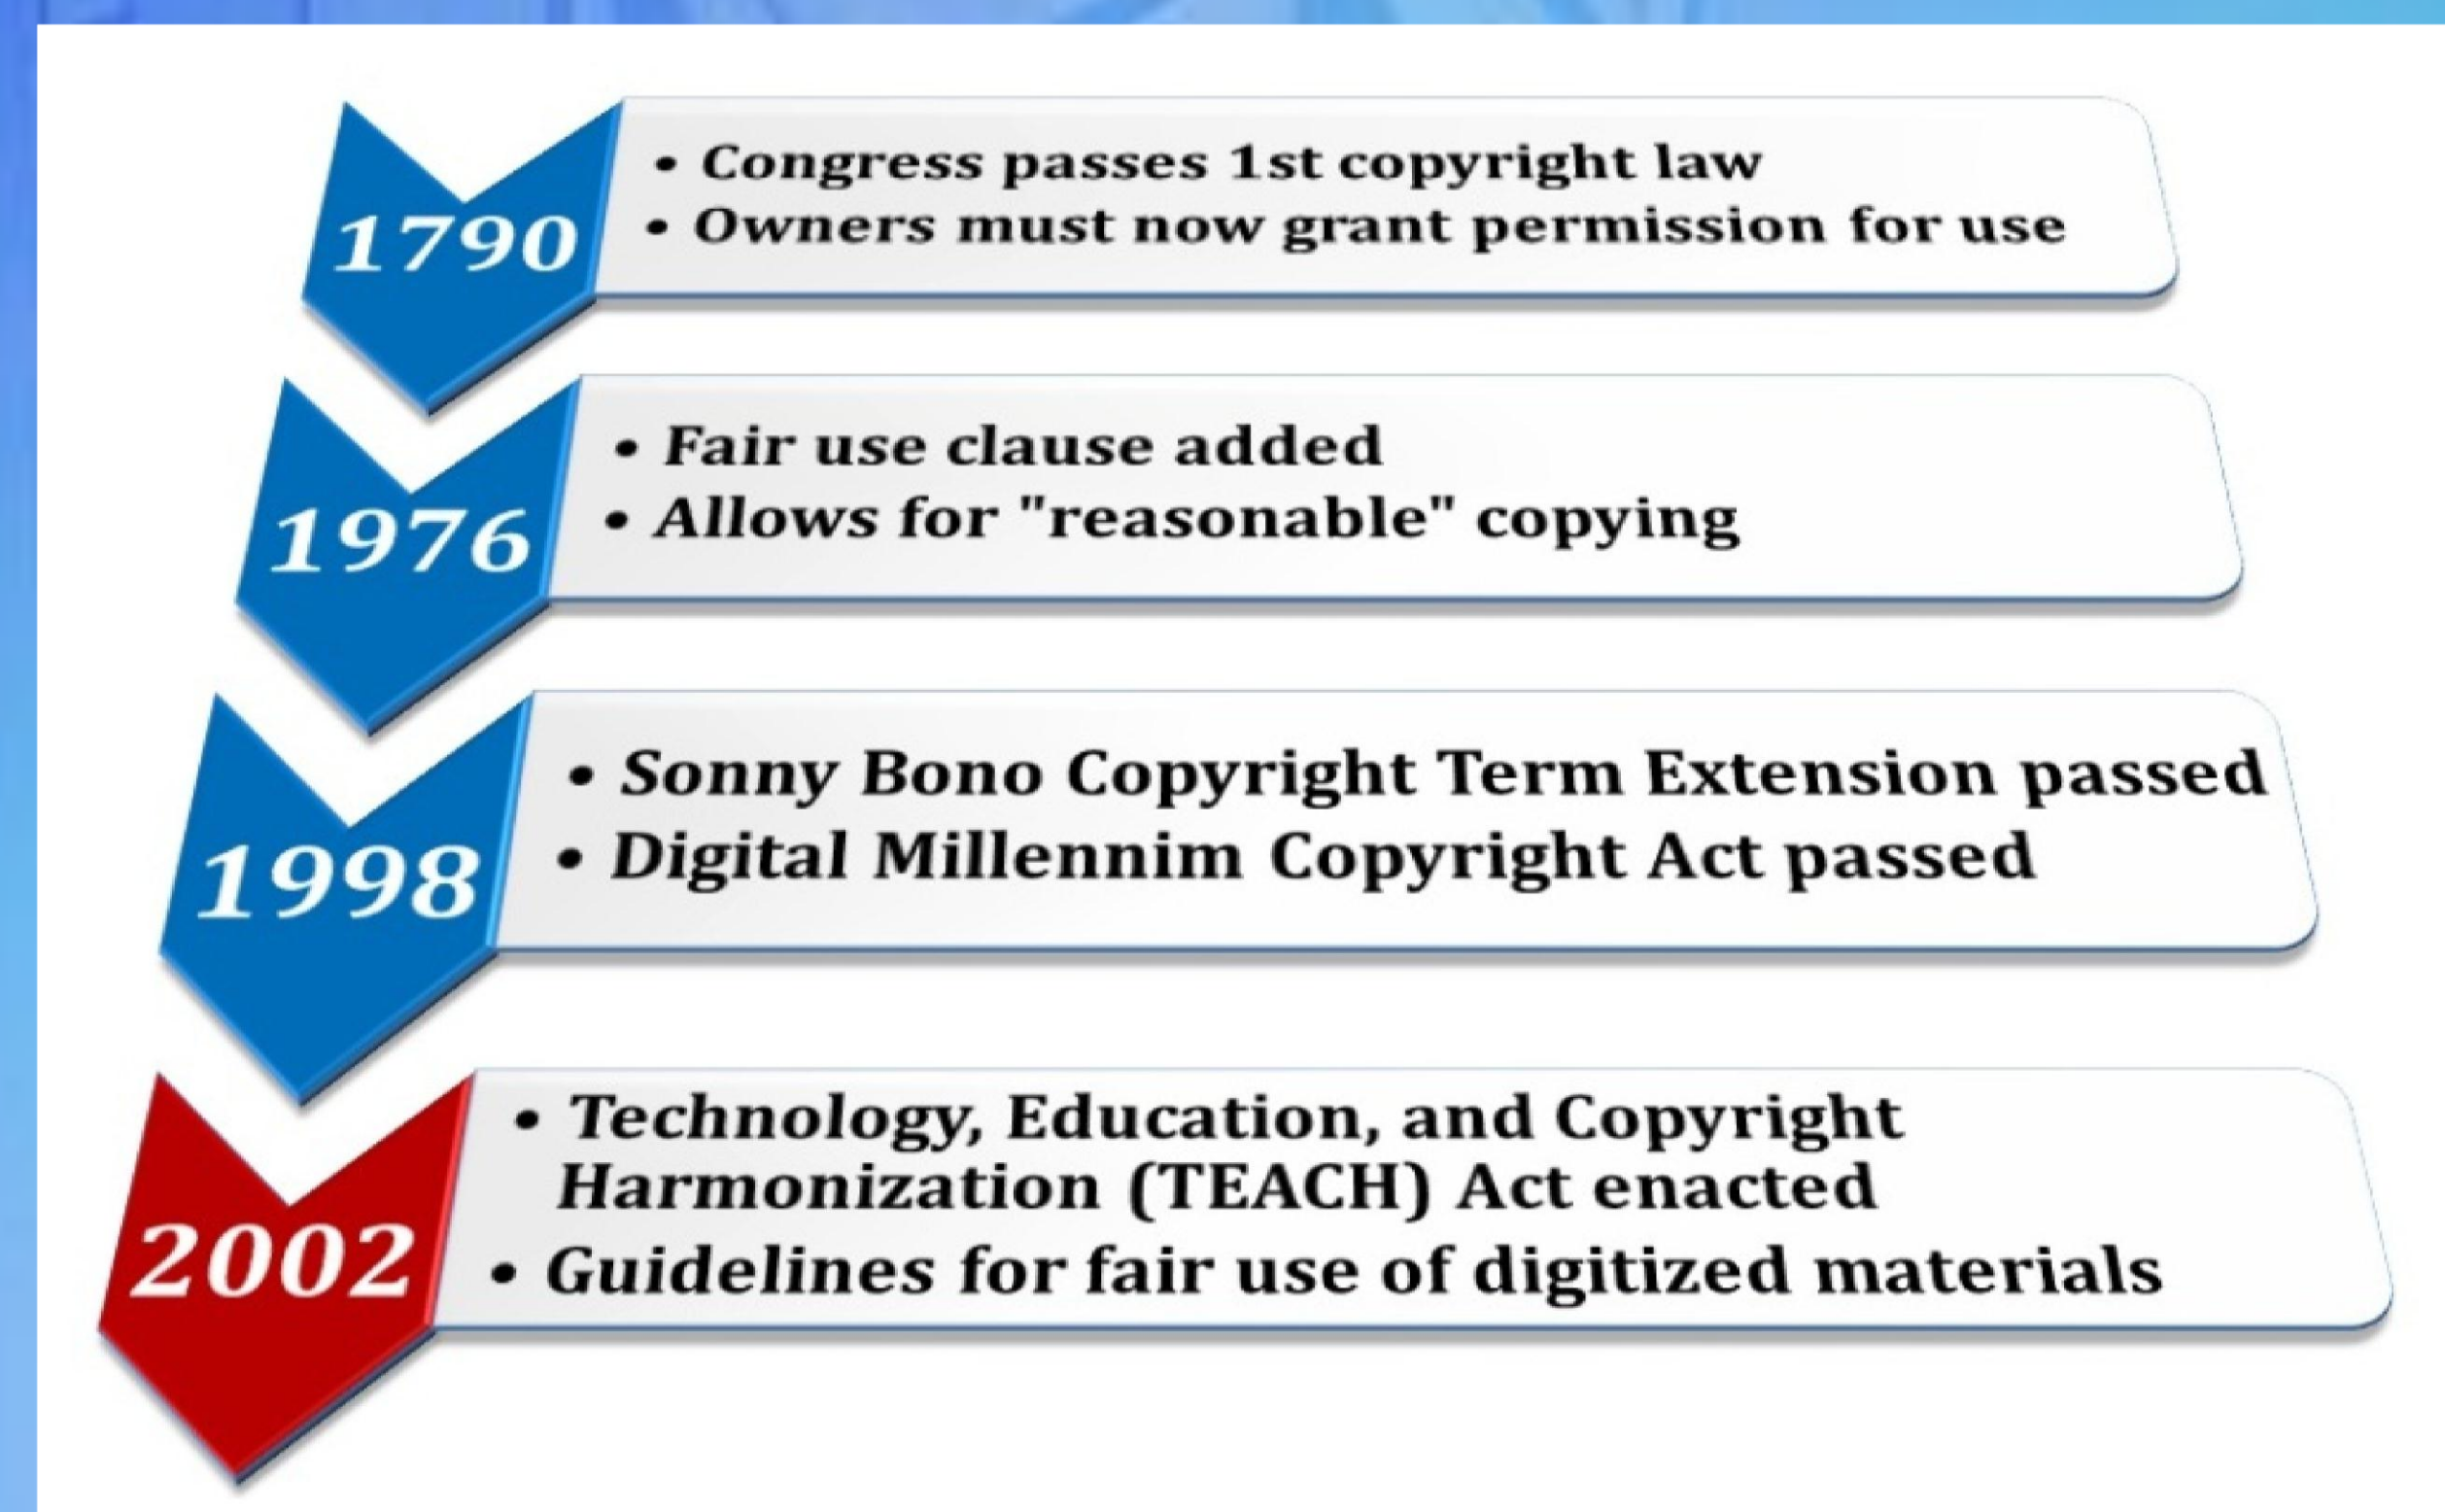 1790
• Congress passes 1st copyright law
• Owners must now grant permission for use
1976
• Fair use clause added
• Allows for "reasonable" copying
1998
• Sonny Bono Copyright Term Extension passed
• Digital Millennim Copyright Act passed
2002
• Technology, Education, and Copyright
Harmonization (TEACH) Act enacted
• Guidelines for fair use of digitized materials